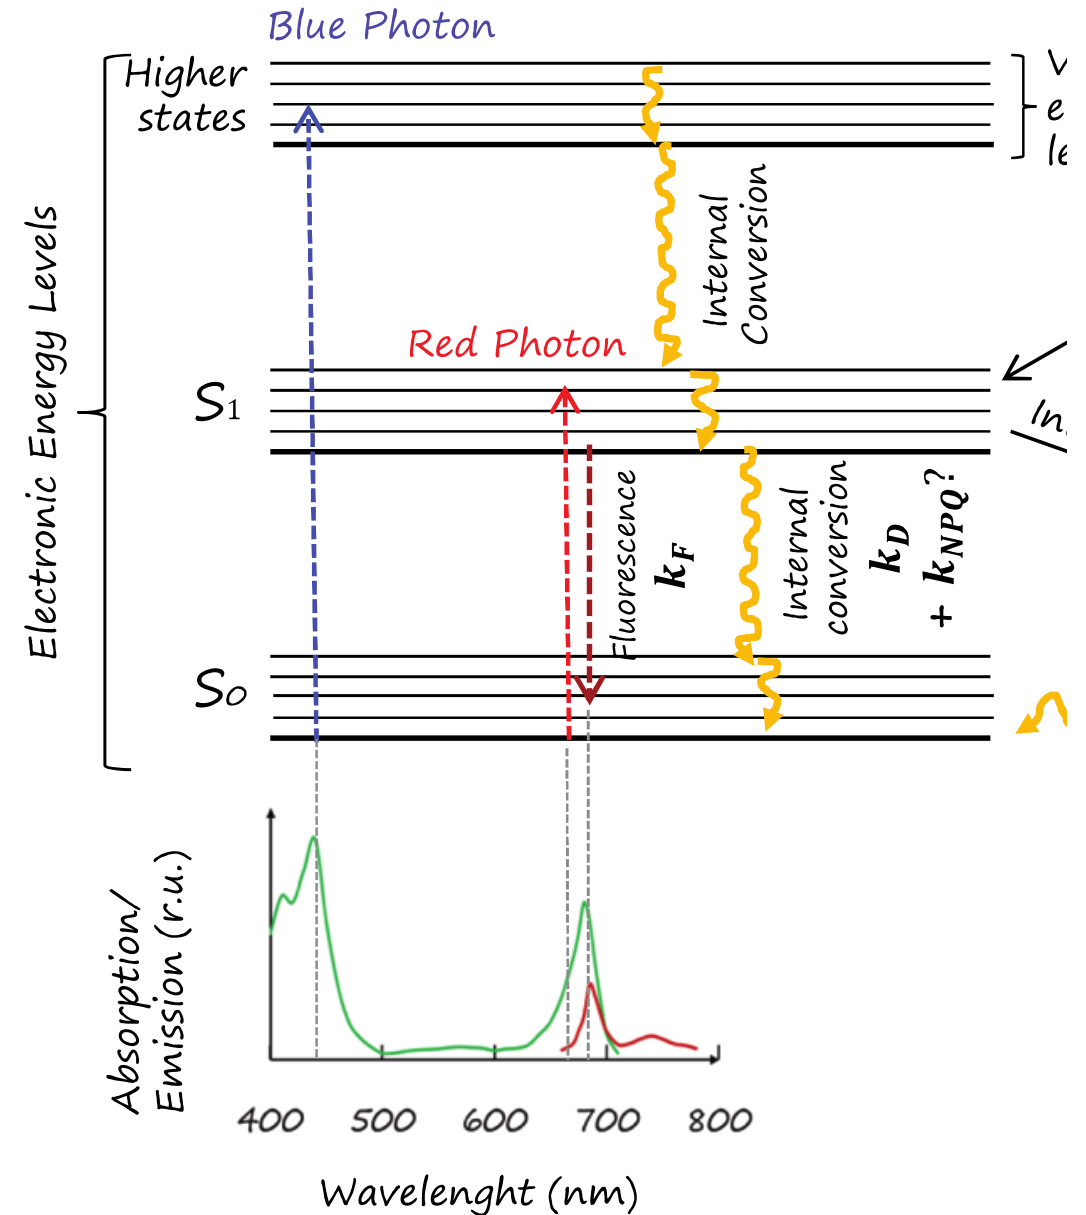 Blue Photon
Higher
states
Electronic Energy Levels
Internal
Conversion
Red Photon
S1
Fluorescence
kF
Internal
conversion
kD
+ kNPQ?
S0
Absorption/
Emission (r.u.)
400 500 600 700 800
Wavelenght (nm)